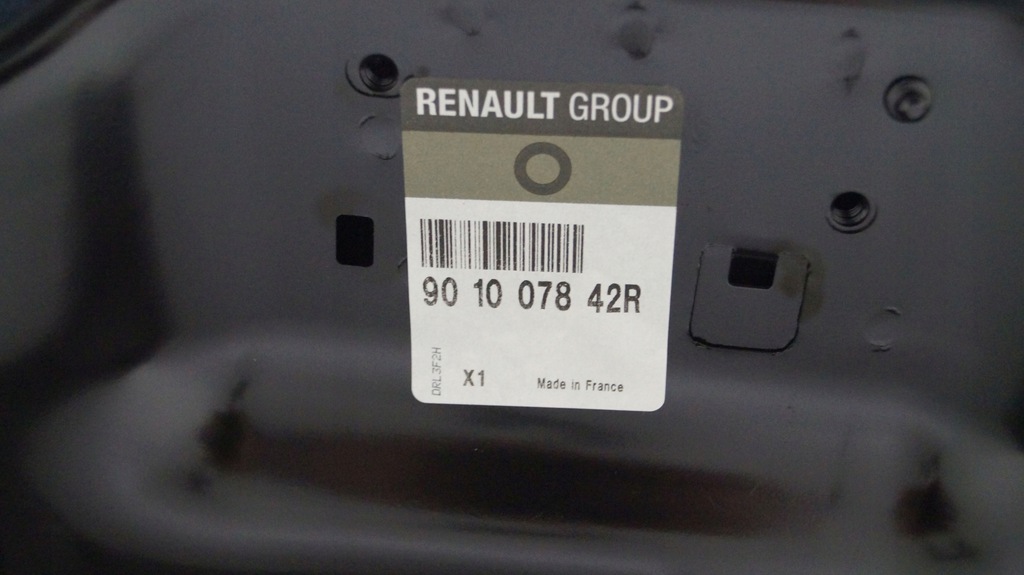 RENAULT GROUP
90 10 078 42R
DRL3F2H
X1
Made in France